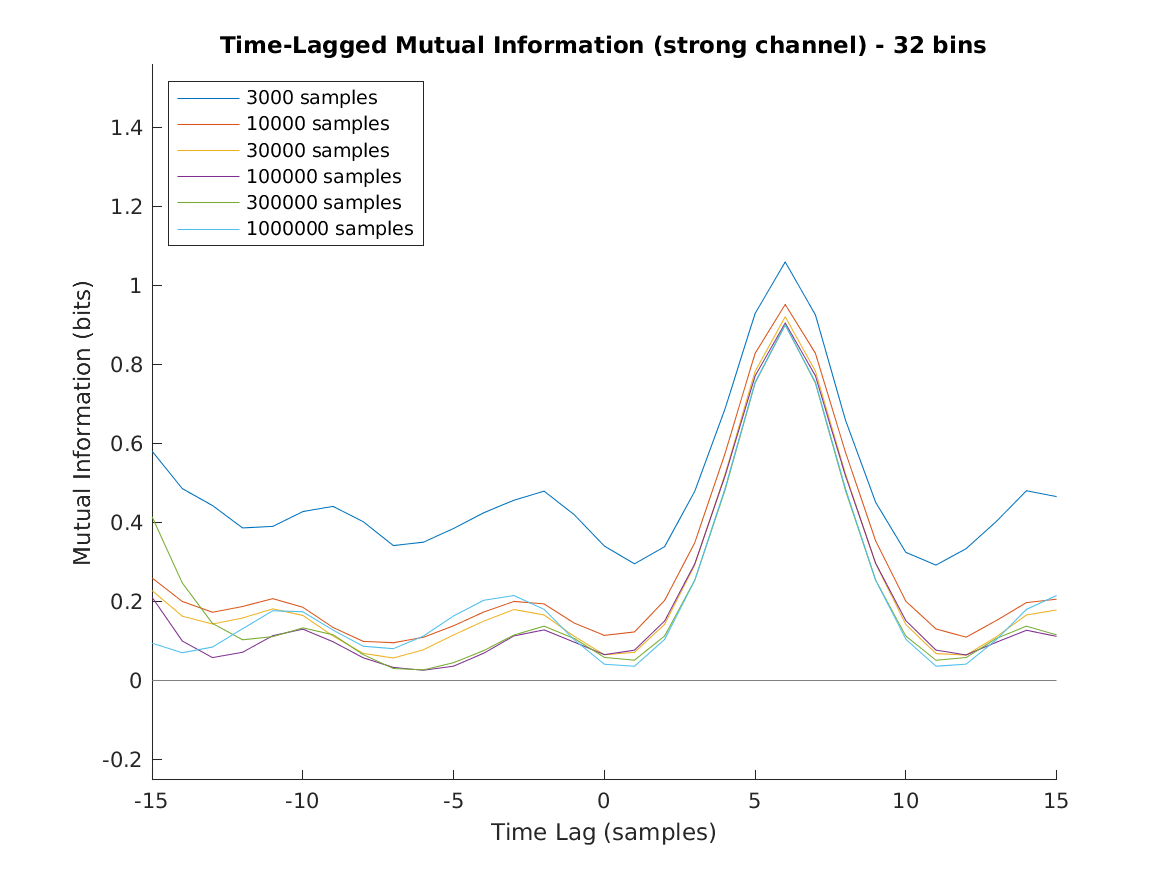 Time-Lagged Mutual Information (strong channel) - 32 bins
3000 samples
10000 samples
30000 samples
100000 samples
300000 samples
1000000 samples
1.4
1.2
1
0.8
0.6
0.4
0.2
0
-0.2
Mutual Information (bits)
-15
-10
-5
0
5
10
15
Time Lag (samples)